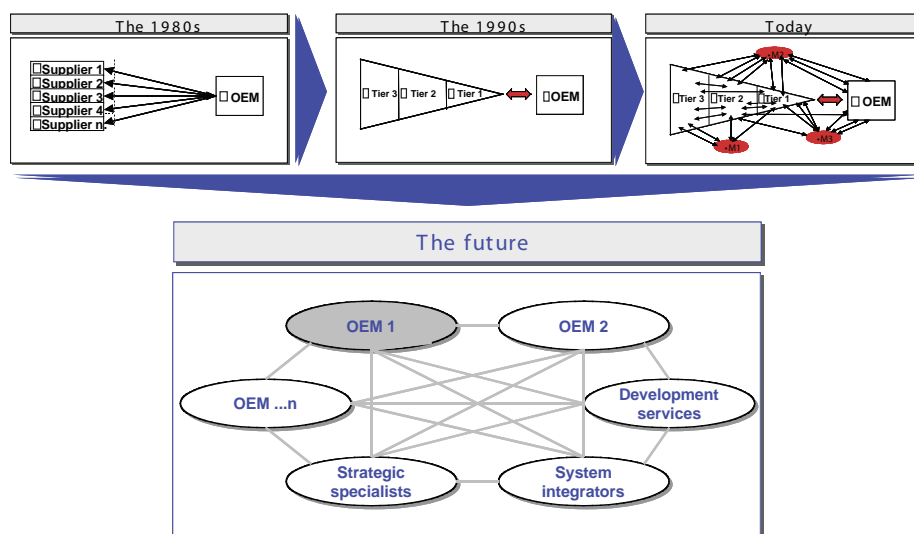 The 1980s
The 1990s
Today
Supplier 1
Supplier 2
Supplier 3
Supplier 4
Supplier n
OEM
Tier 3
Tier 2
Tier 1
OEM
M2
Tier 3
Tier 2
Tier 1
OEM
M1
M3
The future
OEM 1
OEM 2
OEM ...n
Development
services
Strategic
specialists
System
integrators